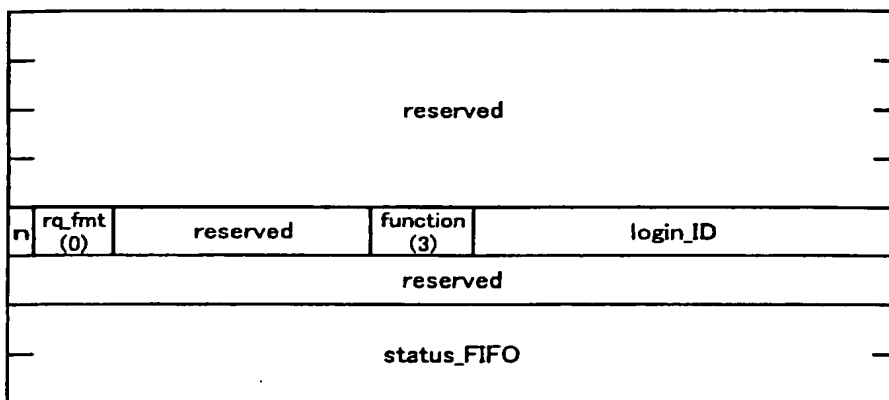 reserved
n rq_fmt (0) reserved function (3) login_ID
reserved
status_FIFO